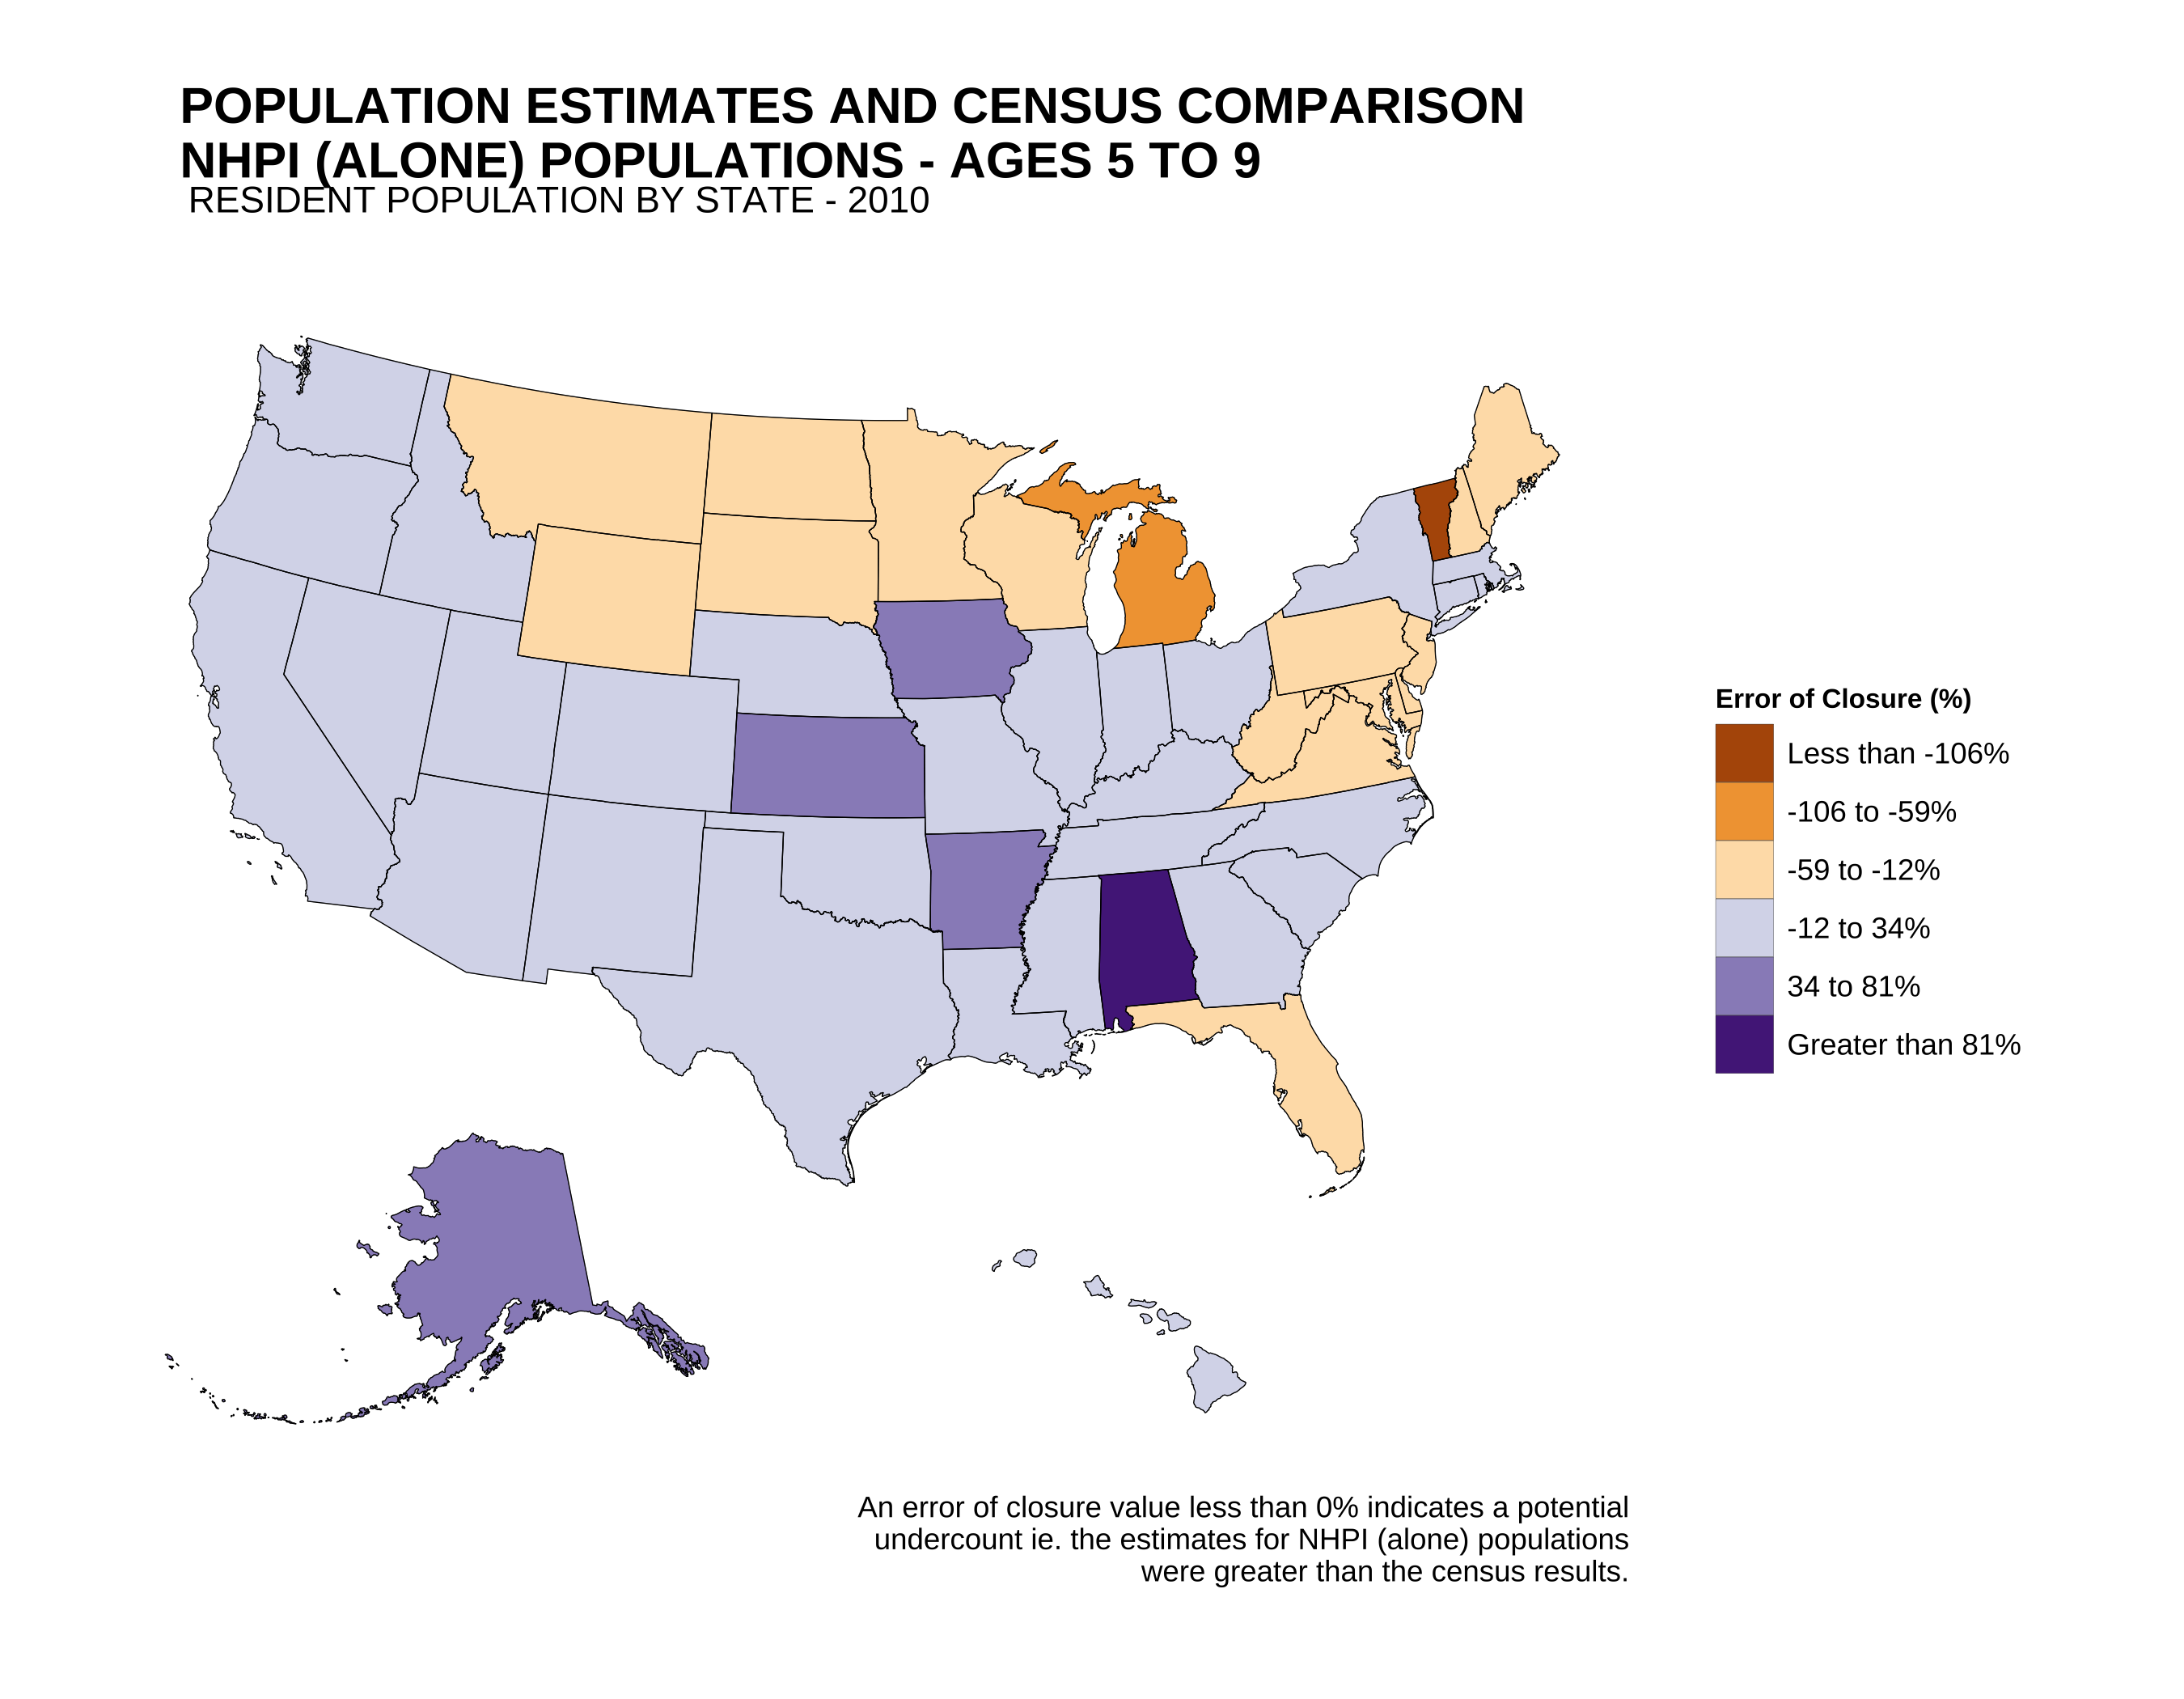 POPULATION ESTIMATES AND CENSUS COMPARISON
NHPI (ALONE) POPULATIONS - AGES 5 TO 9
RESIDENT POPULATION BY STATE - 2010
Error of Closure (%)
Less than -106%
-106 to -59%
-59 to -12%
-12 to 34%
34 to 81%
Greater than 81%
An error of closure value less than 0% indicates a potential
undercount ie. the estimates for NHPI (alone) populations
were greater than the census results.